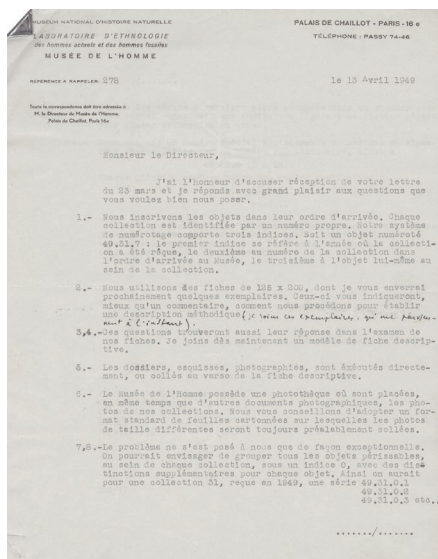 MUSEUM NATIONAL D'HISTOIRE NATURELLE
LABORATOIRE D'ETHNOLOGIE
des hommes actuels et des hommes fossiles
MUSÉE DE L'HOMME
PALAIS DE CHAILLOT - PARIS - 16 e
TÉLÉPHONE : PASSY 74-46
REFERENCE A RAPPELER: 278
le 13 Avril 1949
Toute la correspondance doit être adressée à
M. le Directeur du Musée de l'Homme,
Palais de Chaillot, Paris 16e
Monsieur le Directeur,
J'ai l'honneur d'accuser réception de votre lettre
du 23 mars et je réponds avec grand plaisir aux questions que
vous voulez bien nous poser.
1.- Nous inscrivons les objets dans leur ordre d'arrivée. Chaque
collection est identifiée par un numéro propre. Notre système
de numérotage comporte trois indices. Soit un objet numéroté
49.31.7 : le premier indice se réfère à l'année où la collecti-
on a été reçue, le deuxième au numéro de la collection dans
l'ordre d'arrivée au Musée, le troisième à l'objet lui-même au
sein de la collection.
2.- Nous utilisons des fiches de 125 x 200, dont je vous enverrai
prochainement quelques exemplaires. Ceux-ci vous indiqueront,
mieux qu'un commentaire, comment nous procédons pour établir
une description méthodique (je joins ces exemplaires, qui me
à l'instant).
3,4.-Ces questions trouveront aussi leur réponse dans l'examen de
nos fiches. Je joins dès maintenant un modèle de fiche descrip-
tive.
5.- Les dossiers, esquisses, photographies, sont exécutés directe-
ment, ou collés au verso de la fiche descriptive.
6.- Le Musée de l'Homme possède une photothèque où sont placées,
en même temps que d'autres documents photographiques, les pho-
tos de nos collections. Nous vous conseillons d'adopter un for-
mat standard de feuilles cartonnées sur lesquelles les photos
de taille différentes seront toujours préalablement collées.
7,8.-Le problème ne s'est posé à nous que de façon exceptionnelle.
On pourrait envisager de grouper tous les objets périssables,
au sein de chaque collection, sous un indice 0, avec des dis-
tinctions supplémentaires pour chaque objet. Ainsi on aurait
pour une collection 31, reçue en 1949, une série 49.31.0.1
49.31.0.2
49.31.0.3 etc..
....../......